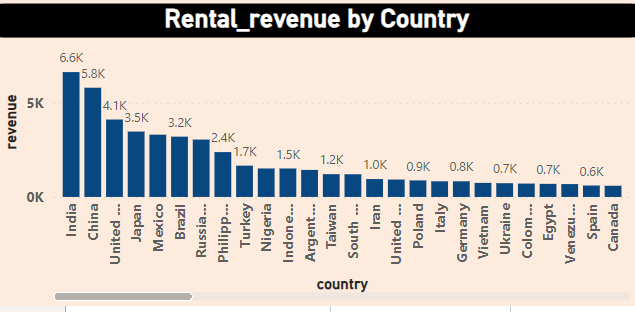 Rental_revenue by Country
6.6K
5.8K
4.1K
3.5K
3.2K
2.4K
1.7K
1.5K
1.2K
1.0K
0.9K
0.8K
0.7K
0.7K
0.6K
5K
0K
revenue
India
China
United ...
Japan
Mexico
Brazil
Russia...
Philipp...
Turkey
Nigeria
Indone...
Argent...
Taiwan
South ...
Iran
United ...
Poland
Italy
Germany
Vietnam
Ukraine
Colom...
Egypt
Venezu...
Spain
Canada
country